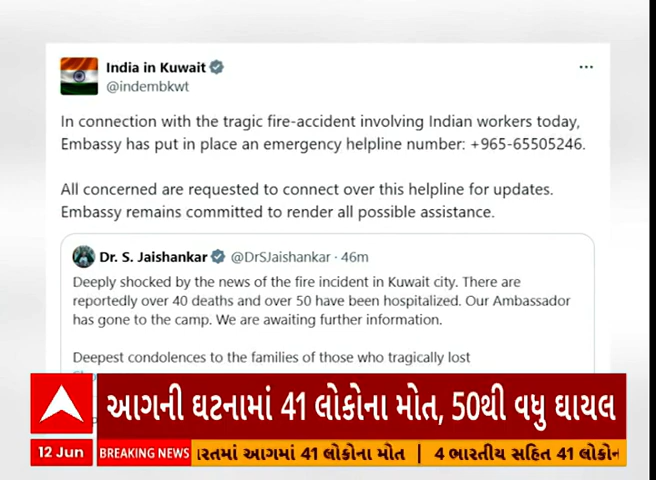 India in Kuwait
@indembkwt
In connection with the tragic fire-accident involving Indian workers today,
Embassy has put in place an emergency helpline number: +965-65505246.
All concerned are requested to connect over this helpline for updates.
Embassy remains committed to render all possible assistance.
Dr. S. Jaishankar @DrSJaishankar · 46m
Deeply shocked by the news of the fire incident in Kuwait city. There are
reportedly over 40 deaths and over 50 have been hospitalized. Our Ambassador
has gone to the camp. We are awaiting further information.
Deepest condolences to the families of those who tragically lost
આગની ઘટનામાં 41 લોકોના મોત, 50થી વધુ ઘાયલ
12 Jun BREAKING NEWS આગમાં 41 લોકોના મોત | 4 ભારતીય સહિત 41